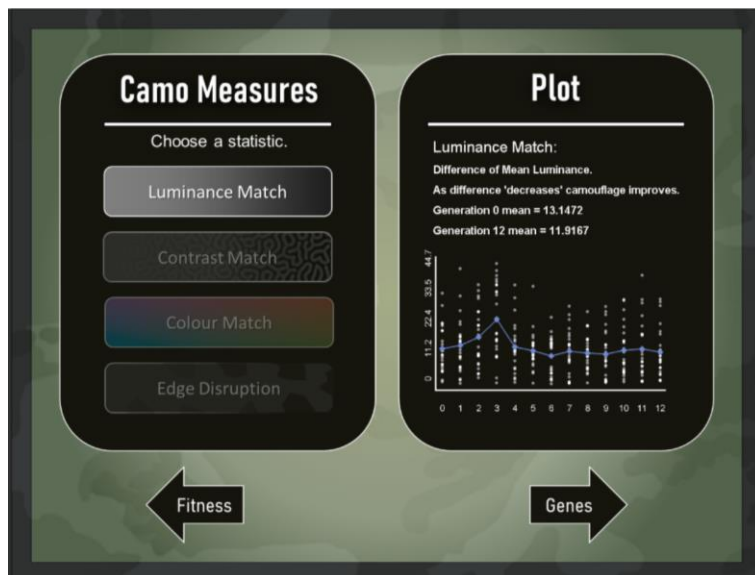 Camo Measures
Choose a statistic.
Luminance Match
Contrast Match
Colour Match
Edge Disruption
Fitness
Plot
Luminance Match:
Difference of Mean Luminance.
As difference 'decreases' camouflage improves.
Generation 0 mean = 13.1472
Generation 12 mean = 11.9167
44.7
33.5
22.4
11.2
0
0 1 2 3 4 5 6 7 8 9 10 11 12
Genes